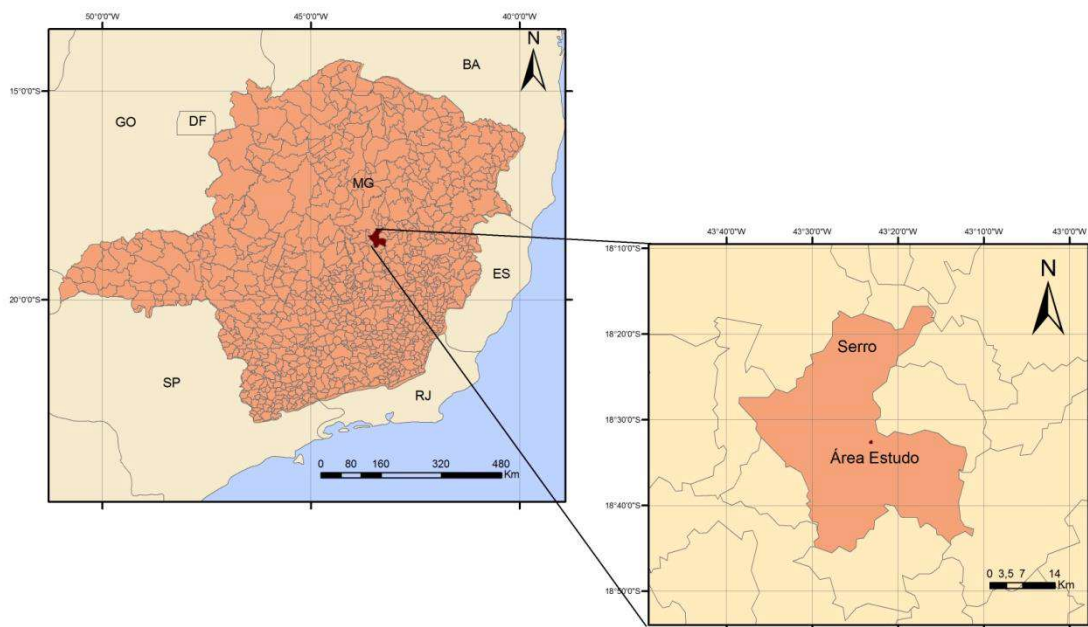 50°0'0"W 45°0'0"W 40°0'0"W
N
BA
15°0'0"S
GO
DF
MG
ES
20°0'0"S
SP
RJ
0 80 160 320 480
Km
43°40'0"W 43°30'0"W 43°20'0"W 43°10'0"W 43°0'0"W
18°10'0"S
N
18°20'0"S
Serro
18°30'0"S
Área Estudo
18°40'0"S
0 3,5 7 14
Km
18°50'0"S